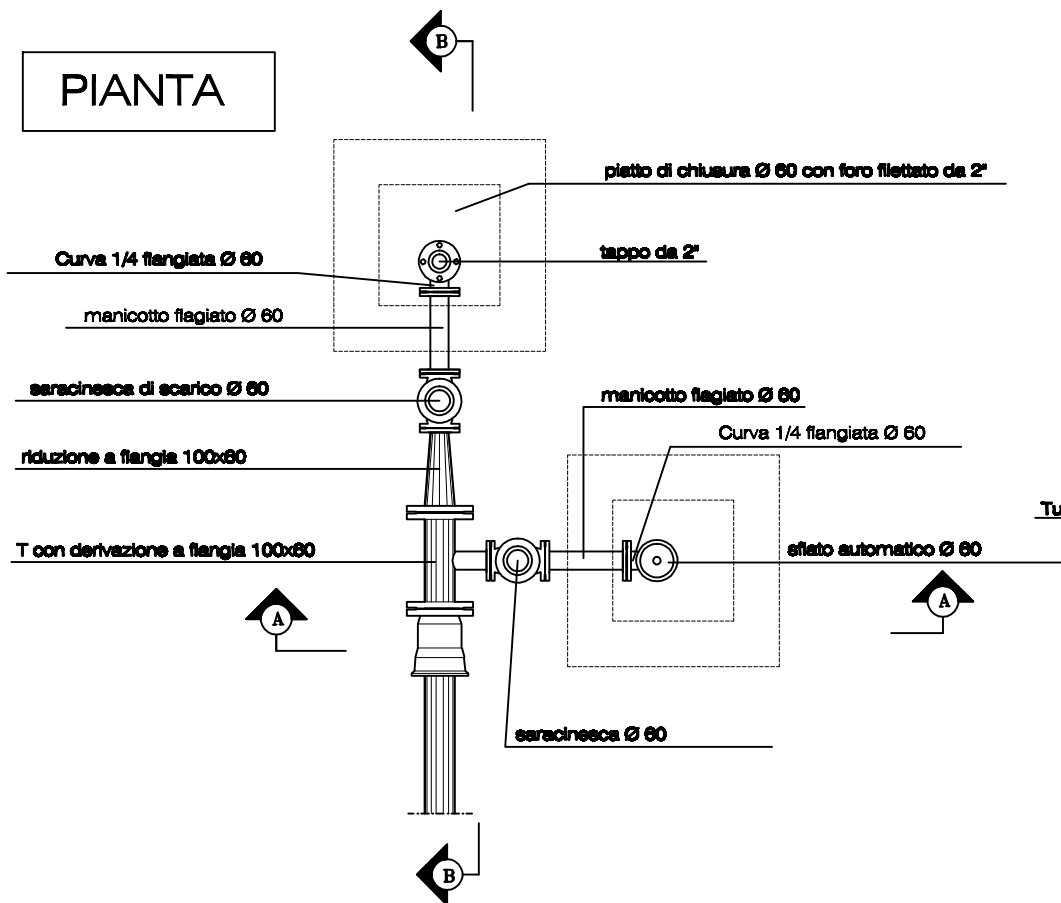 B
PIANTA
piatto di chiusura Ø 60 con foro filettato da 2"
tappo da 2"
Curva 1/4 flangiata Ø 60
manicotto flagiato Ø 60
saracinesca di scarico Ø 60
manicotto flagiato Ø 60
Curva 1/4 flangiata Ø 60
riduzione a flangia 100x60
Tu
T con derivazione a flangia 100x60
sfiato automatico Ø 60
A
A
saracinesca Ø 60
B